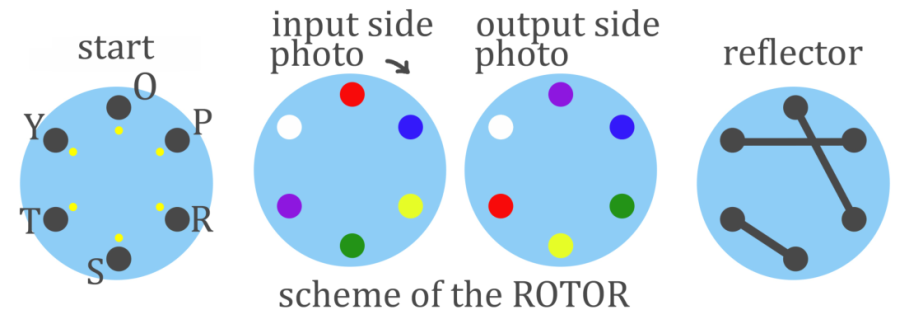 start
O
Y
P
T
R
S
input side
photo
output side
photo
reflector
scheme of the ROTOR